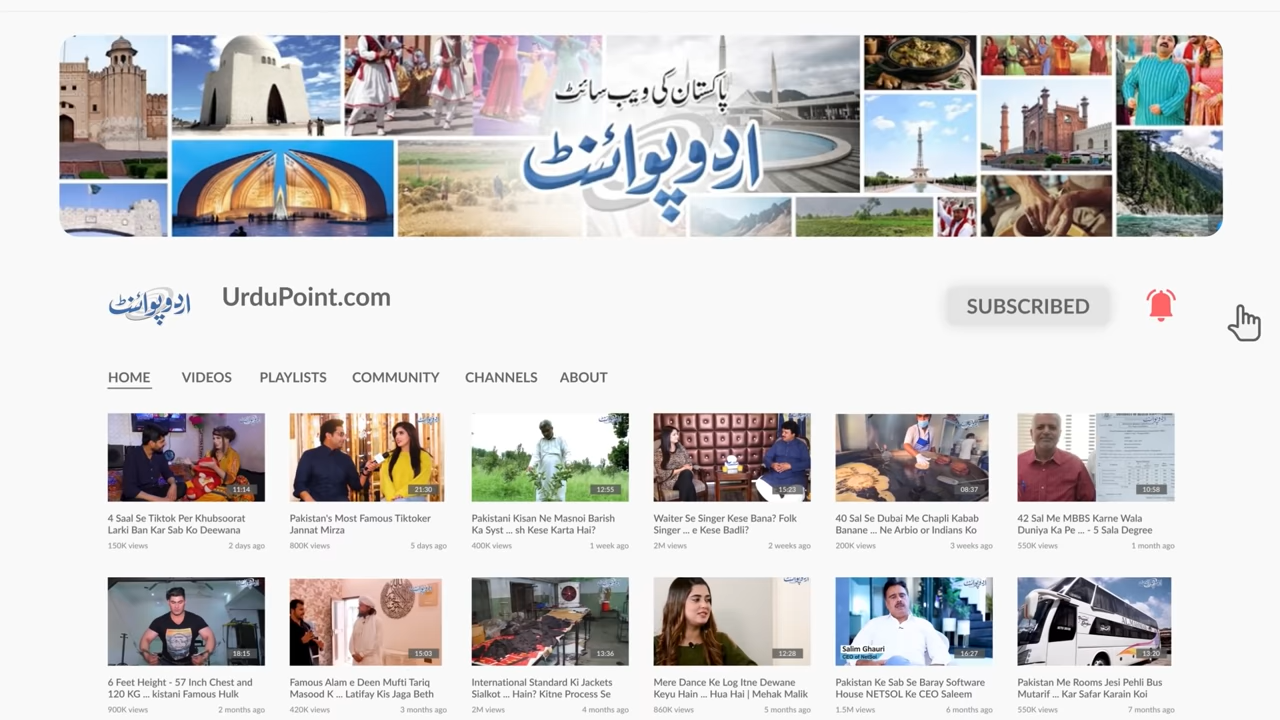 پاکستان کی ویب سائٹ
اردو پوائنٹ
اردو پوائنٹ
UrduPoint.com
SUBSCRIBED
HOME
VIDEOS
PLAYLISTS
COMMUNITY
CHANNELS
ABOUT
11:14
21:30
12:55
15:23
08:37
10:58
4 Saal Se Tiktok Per Khubsoorat
Larki Ban Kar Sab Ko Deewana
150K views
2 days ago
Pakistan's Most Famous Tiktoker
Jannat Mirza
800K views
5 days ago
Pakistani Kisan Ne Masnoi Barish
Ka Syst ... sh Kese Karta Hai?
400K views
1 week ago
Waiter Se Singer Kese Bana? Folk
Singer ... e Kese Badli?
2M views
2 weeks ago
40 Sal Se Dubai Me Chapli Kabab
Banane ... Ne Arbio or Indians Ko
200K views
3 weeks ago
42 Sal Me MBBS Karne Wala
Duniya Ka Pe ... - 5 Sala Degree
550K views
1 month ago
18:15
15:03
13:36
12:28
Salim Ghauri
CEO of NetSol
16:27
13:20
6 Feet Height - 57 Inch Chest and
120 KG ... kistani Famous Hulk
900K views
2 months ago
Famous Alam e Deen Mufti Tariq
Masood K ... Latifay Kis Jaga Beth
420K views
3 months ago
International Standard Ki Jackets
Sialkot ... Hain? Kitne Process Se
2M views
4 months ago
Mere Dance Ke Log Itne Dewane
Keyu Hain ... Hua Hai | Mehak Malik
860K views
5 months ago
Pakistan Ke Sab Se Baray Software
House NETSOL Ke CEO Saleem
1.5M views
6 months ago
Pakistan Me Rooms Jesi Pehli Bus
Mutarif ... Kar Safar Karain Koi
550K views
7 months ago